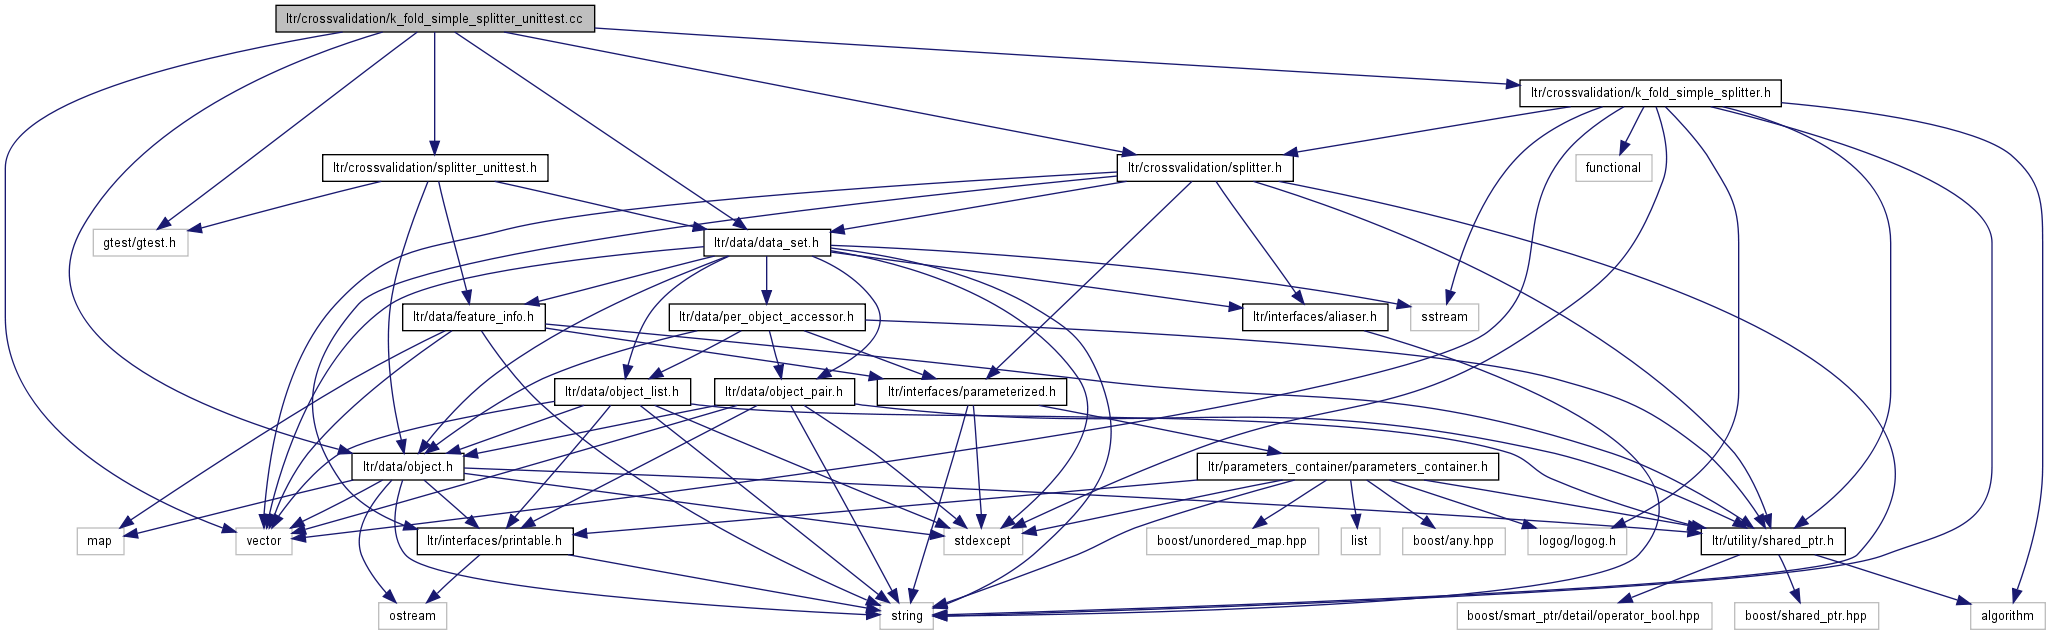 ltr/crossvalidation/k_fold_simple_splitter_unittest.cc
ltr/crossvalidation/k_fold_simple_splitter.h
ltr/crossvalidation/splitter_unittest.h
ltr/crossvalidation/splitter.h
functional
gtest/gtest.h
ltr/data/data_set.h
ltr/data/feature_info.h
ltr/data/per_object_accessor.h
ltr/interfaces/aliaser.h
sstream
ltr/data/object_list.h
ltr/data/object_pair.h
ltr/interfaces/parameterized.h
ltr/data/object.h
ltr/parameters_container/parameters_container.h
map
vector
ltr/interfaces/printable.h
stdexcept
boost/unordered_map.hpp
list
boost/any.hpp
logog/logog.h
ltr/utility/shared_ptr.h
ostream
string
boost/smart_ptr/detail/operator_bool.hpp
boost/shared_ptr.hpp
algorithm